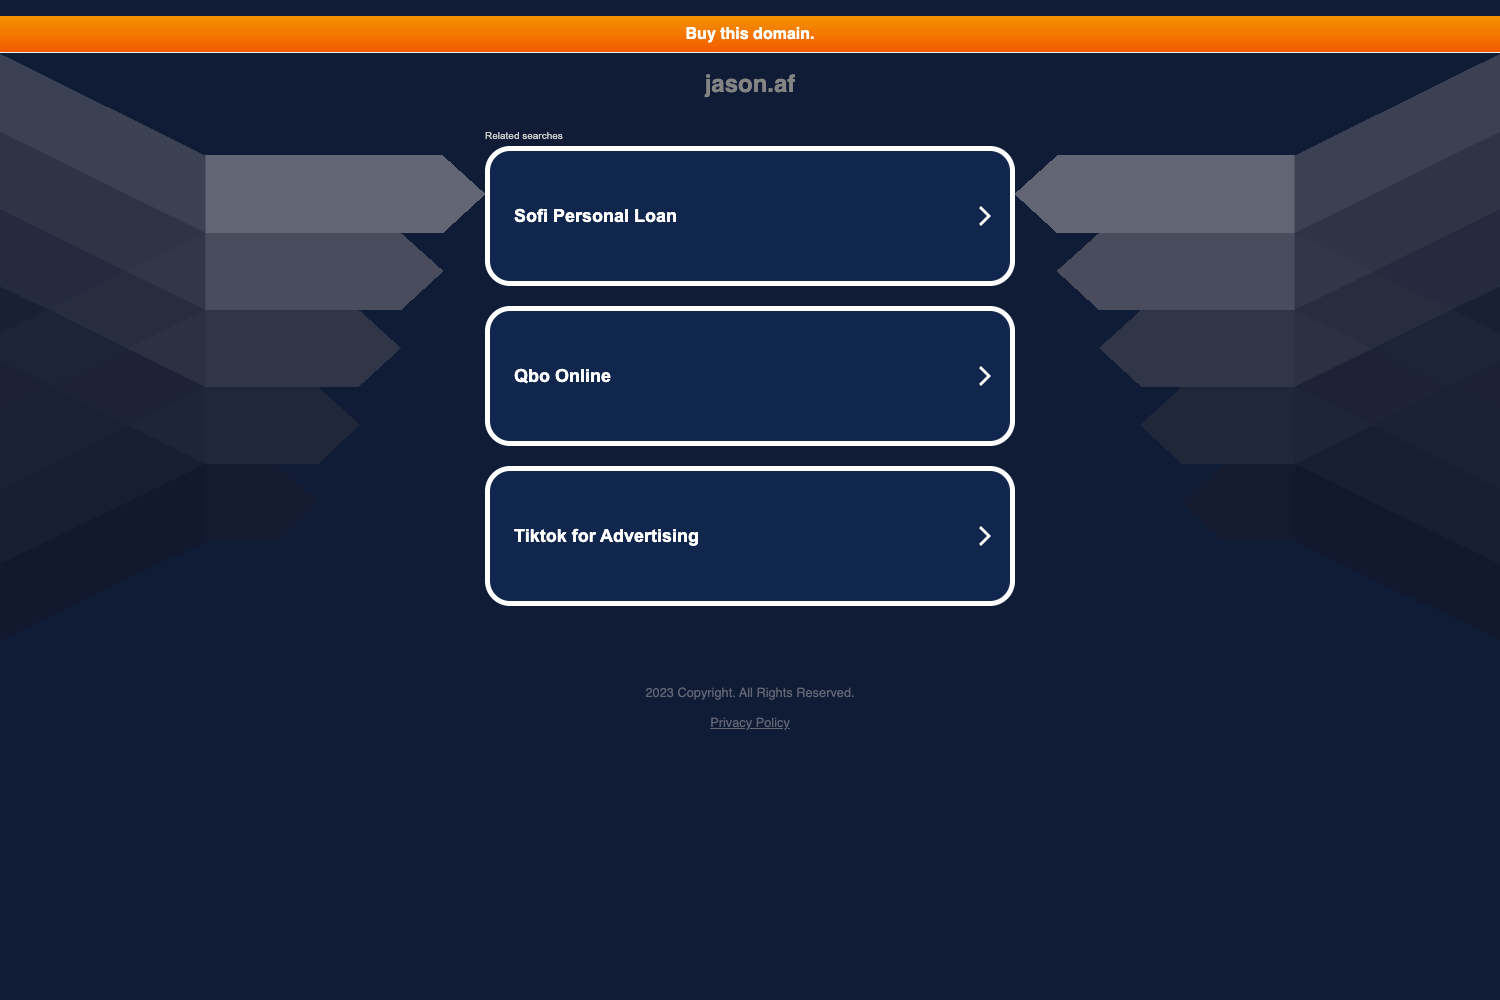 Buy this domain.
jason.af
Related searches
Sofi Personal Loan
Qbo Online
Tiktok for Advertising
2023 Copyright. All Rights Reserved.
Privacy Policy